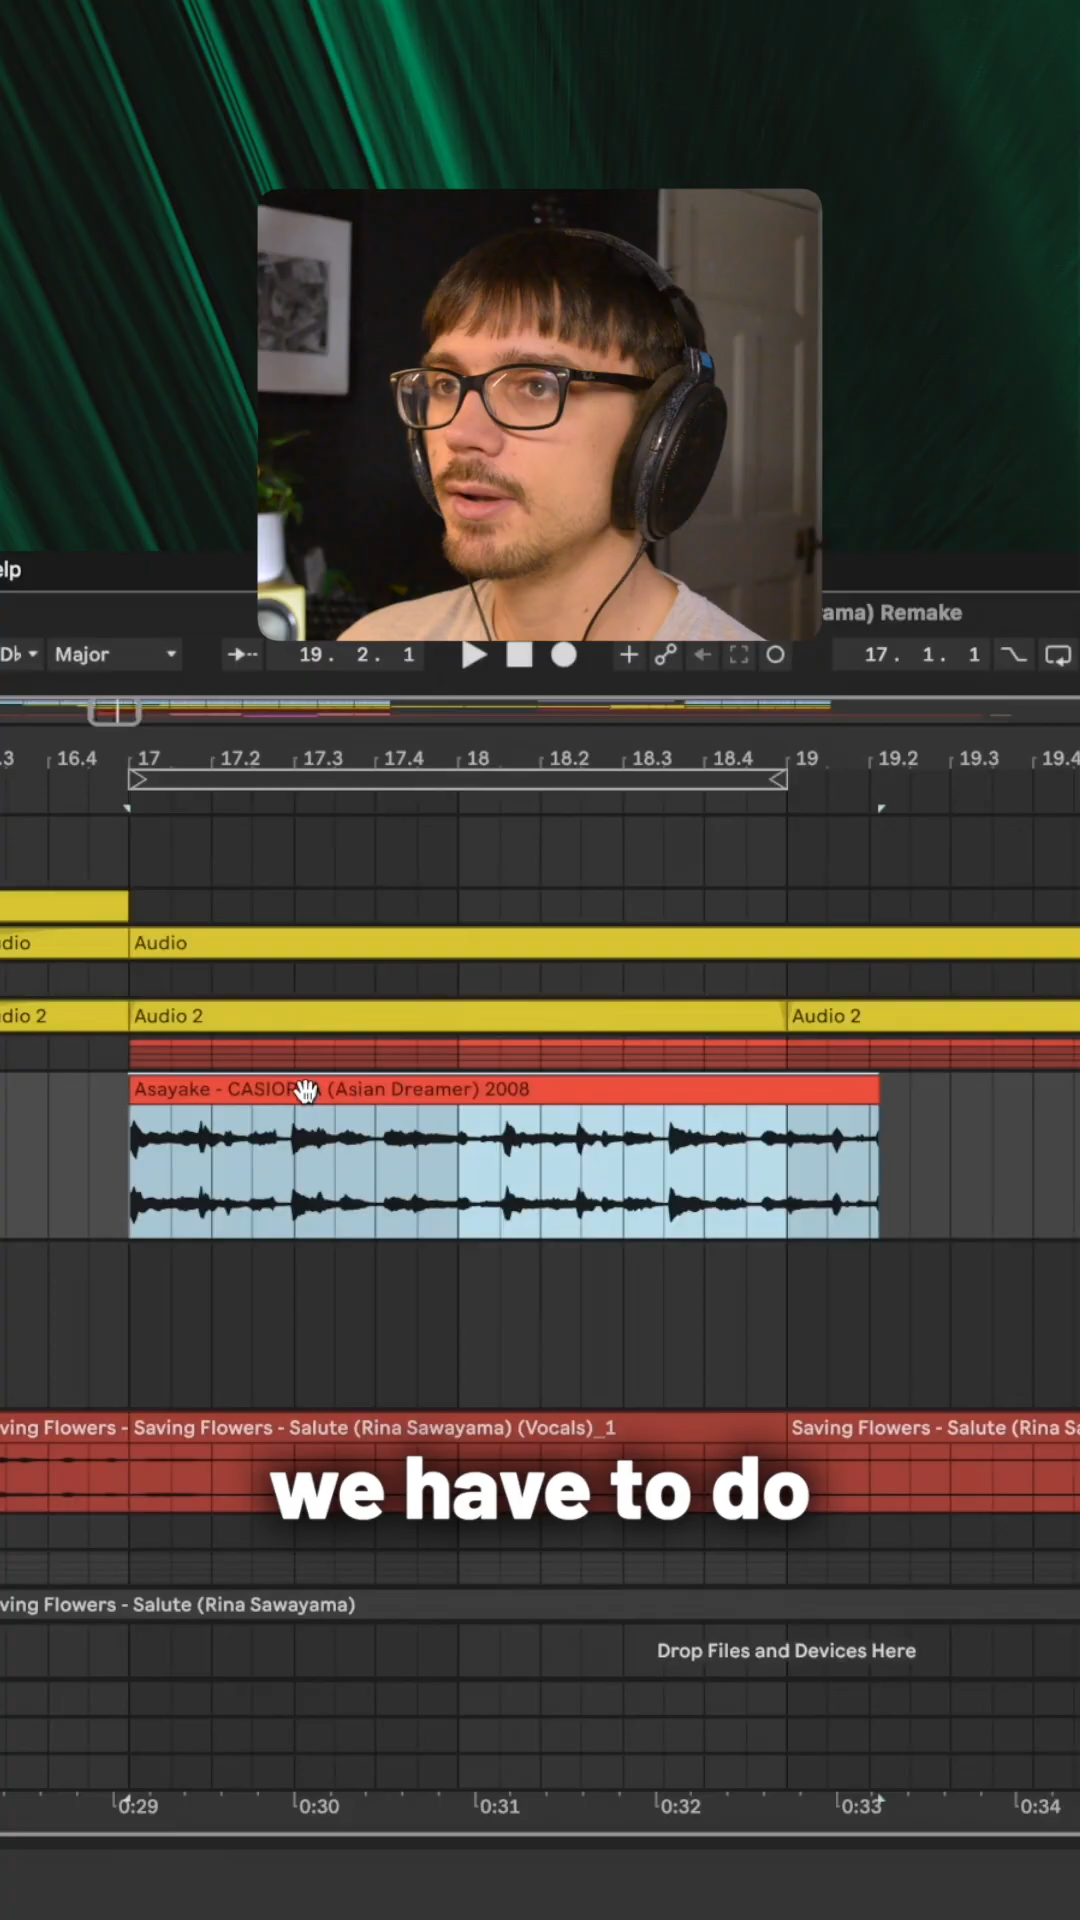 elp
ama) Remake
Db Major 19. 2. 1 17. 1. 1
.3 16.4 17 17.2 17.3 17.4 18 18.2 18.3 18.4 19 19.2 19.3 19.4
dio Audio
dio 2 Audio 2 Audio 2
Asayake - CASIOP (Asian Dreamer) 2008
ving Flowers - Saving Flowers - Salute (Rina Sawayama) (Vocals)_1 Saving Flowers - Salute (Rina Sa
we have to do
ving Flowers - Salute (Rina Sawayama)
Drop Files and Devices Here
0:29 0:30 0:31 0:32 0:33 0:34